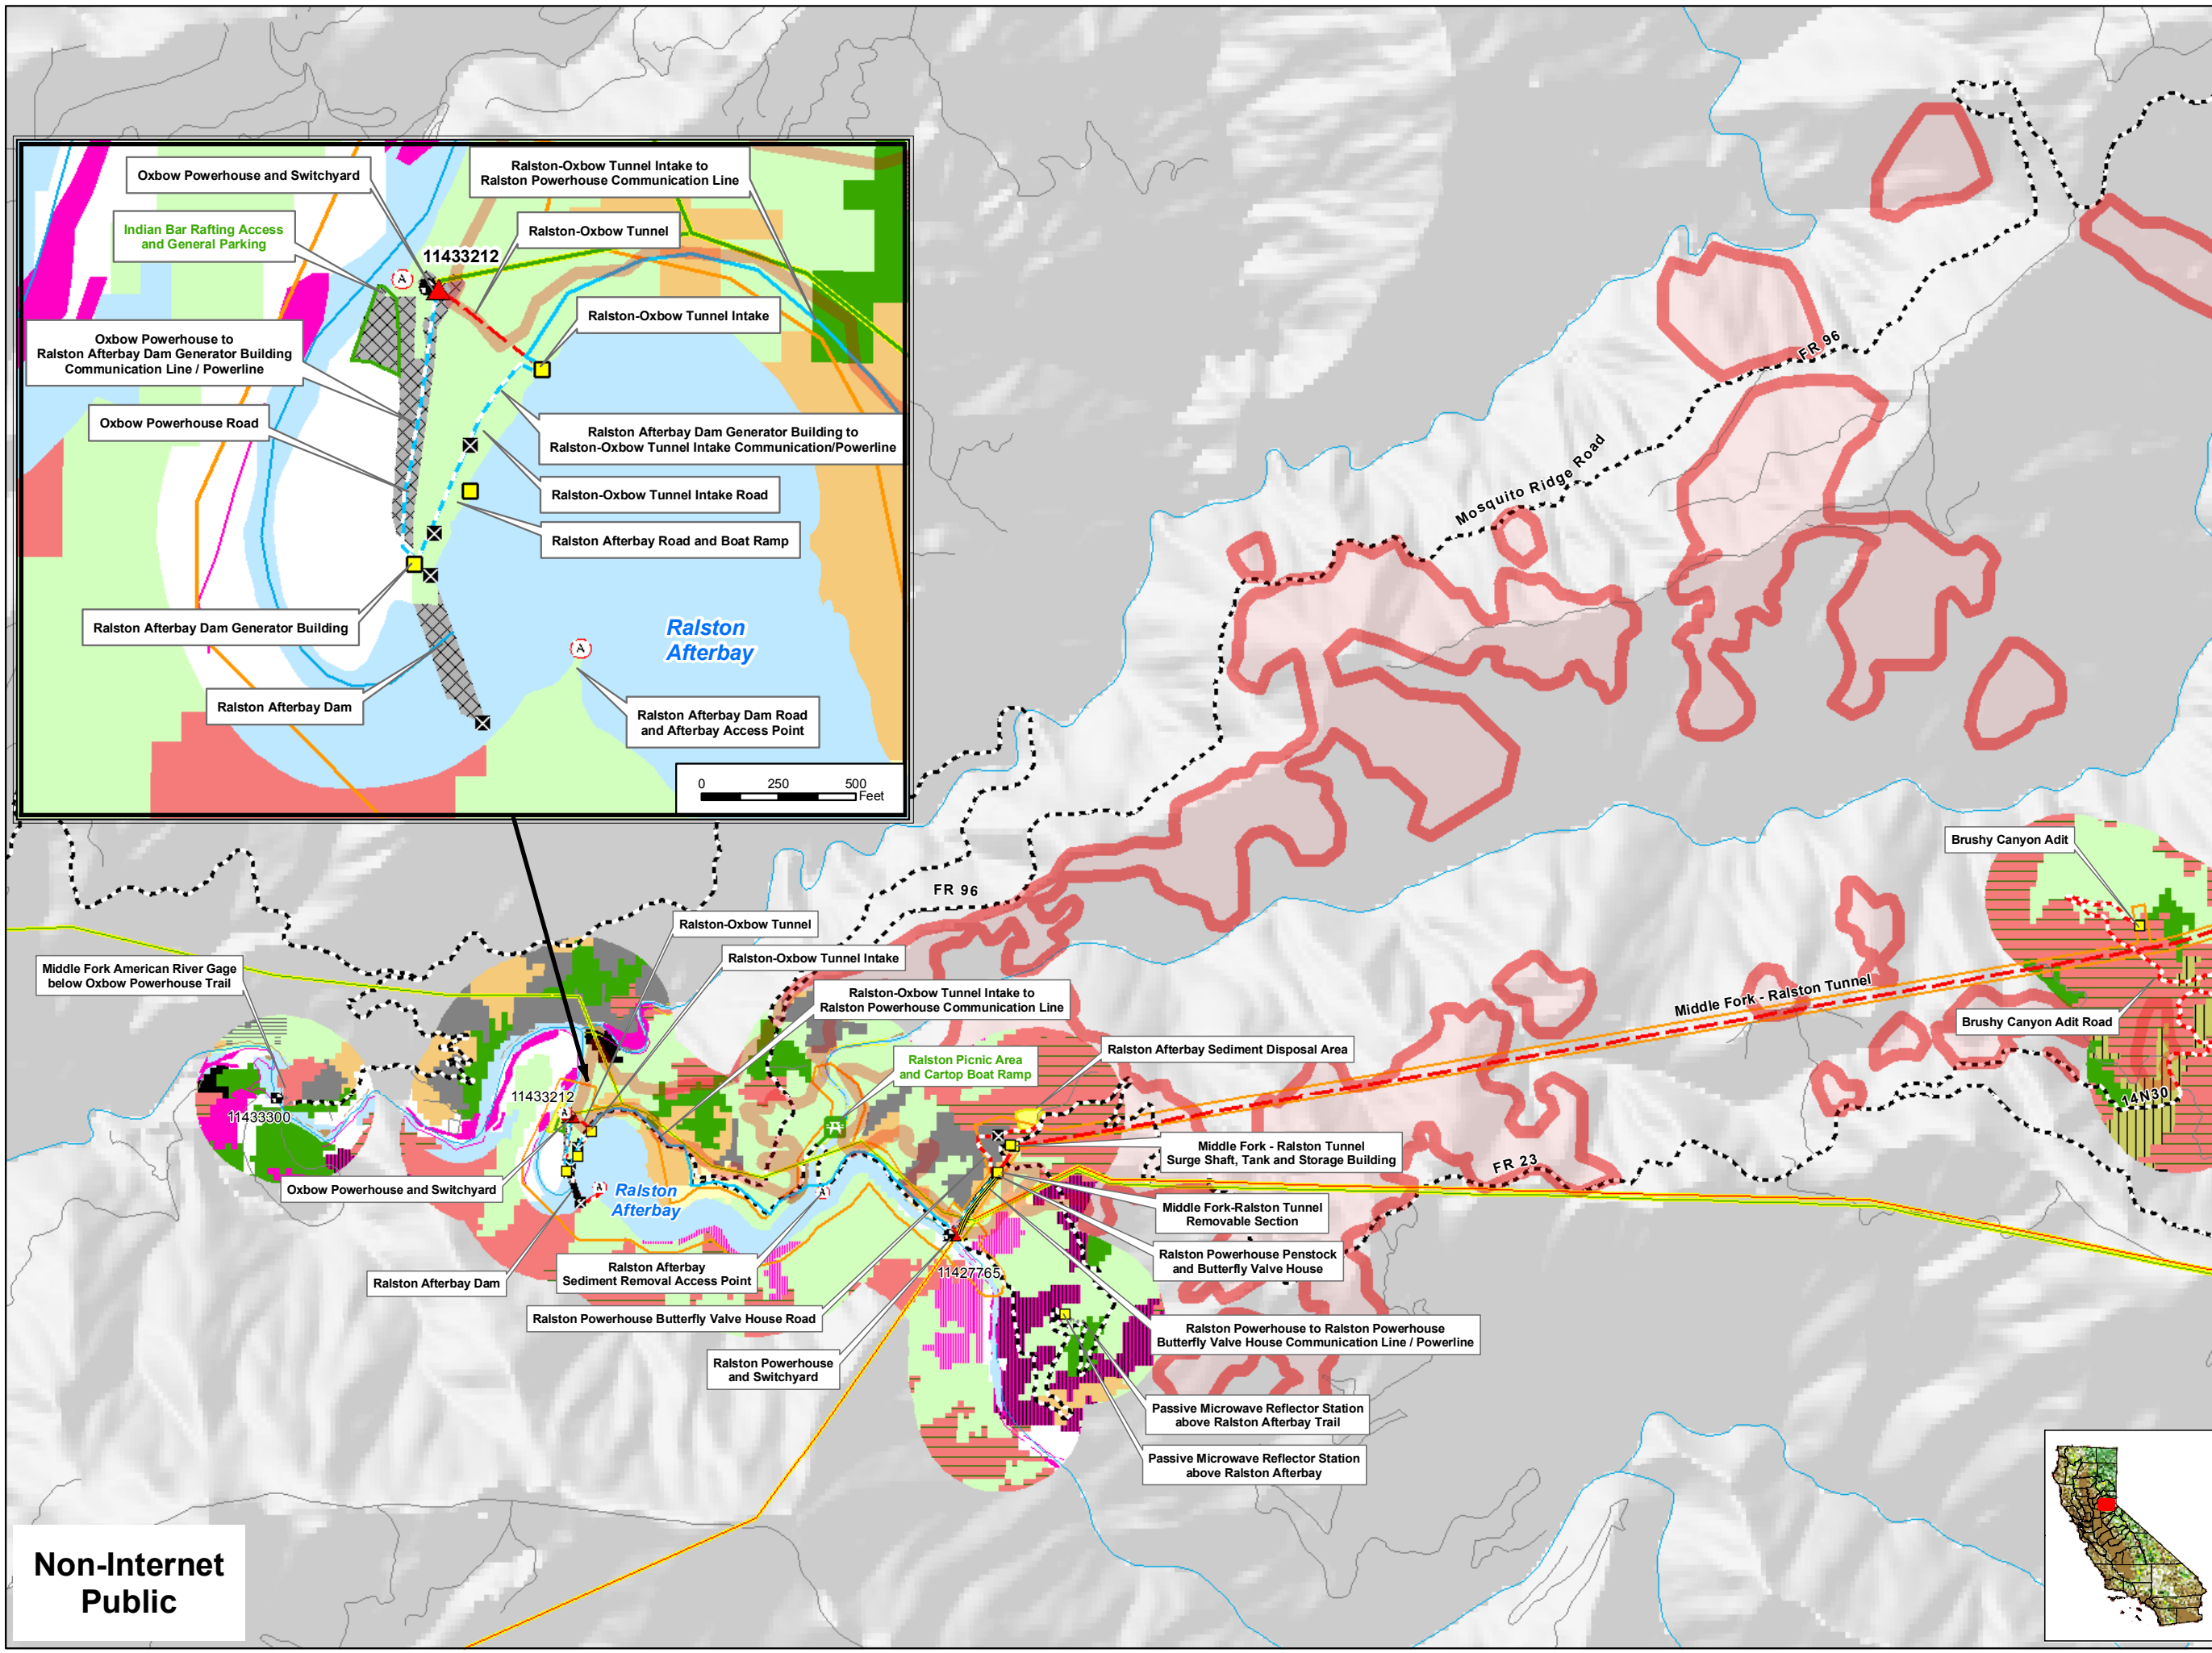 Oxbow Powerhouse and Switchyard
Ralston-Oxbow Tunnel Intake to
Ralston Powerhouse Communication Line
Indian Bar Rafting Access
and General Parking
Ralston-Oxbow Tunnel
11433212
A
Ralston-Oxbow Tunnel Intake
Oxbow Powerhouse to
Ralston Afterbay Dam Generator Building
Communication Line / Powerline
Oxbow Powerhouse Road
Ralston Afterbay Dam Generator Building to
Ralston-Oxbow Tunnel Intake Communication/Powerline
Ralston-Oxbow Tunnel Intake Road
Ralston Afterbay Road and Boat Ramp
Ralston Afterbay Dam Generator Building
Ralston
Afterbay
A
Ralston Afterbay Dam
Ralston Afterbay Dam Road
and Afterbay Access Point
0 250 500
Feet
FR 96
Mosquito Ridge Road
Brushy Canyon Adit
FR 96
Ralston-Oxbow Tunnel
Ralston-Oxbow Tunnel Intake
Middle Fork American River Gage
below Oxbow Powerhouse Trail
Ralston-Oxbow Tunnel Intake to
Ralston Powerhouse Communication Line
Middle Fork - Ralston Tunnel
Brushy Canyon Adit Road
Ralston Picnic Area
and Cartop Boat Ramp
Ralston Afterbay Sediment Disposal Area
14N30
11433212
A
11433300
Middle Fork - Ralston Tunnel
Surge Shaft, Tank and Storage Building
FR 23
Oxbow Powerhouse and Switchyard
A
Ralston
Afterbay
A
Middle Fork-Ralston Tunnel
Removable Section
Ralston Powerhouse Penstock
and Butterfly Valve House
Ralston Afterbay
Sediment Removal Access Point
11427765
Ralston Afterbay Dam
Ralston Powerhouse Butterfly Valve House Road
Ralston Powerhouse to Ralston Powerhouse
Butterfly Valve House Communication Line / Powerline
Ralston Powerhouse
and Switchyard
Passive Microwave Reflector Station
above Ralston Afterbay Trail
Passive Microwave Reflector Station
above Ralston Afterbay
Non-Internet
Public